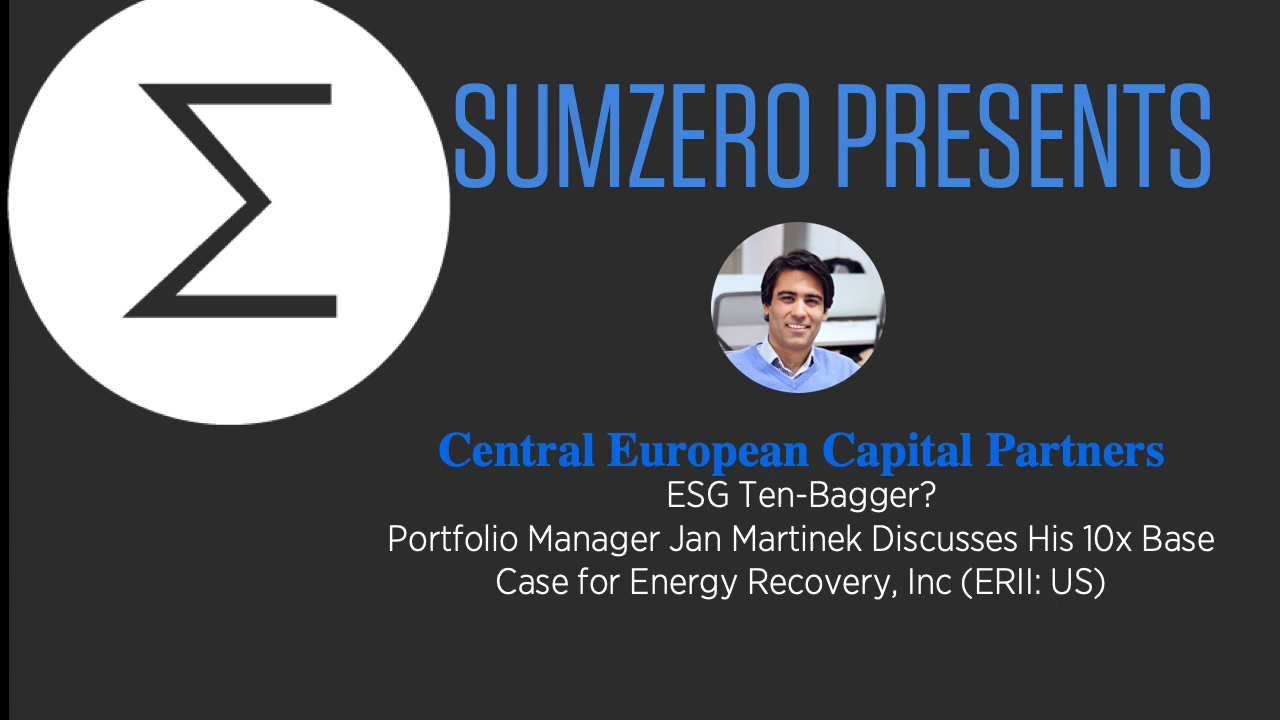 SUMZERO PRESENTS
Central European Capital Partners
ESG Ten-Bagger?
Portfolio Manager Jan Martinek Discusses His 10x Base
Case for Energy Recovery, Inc (ERII: US)